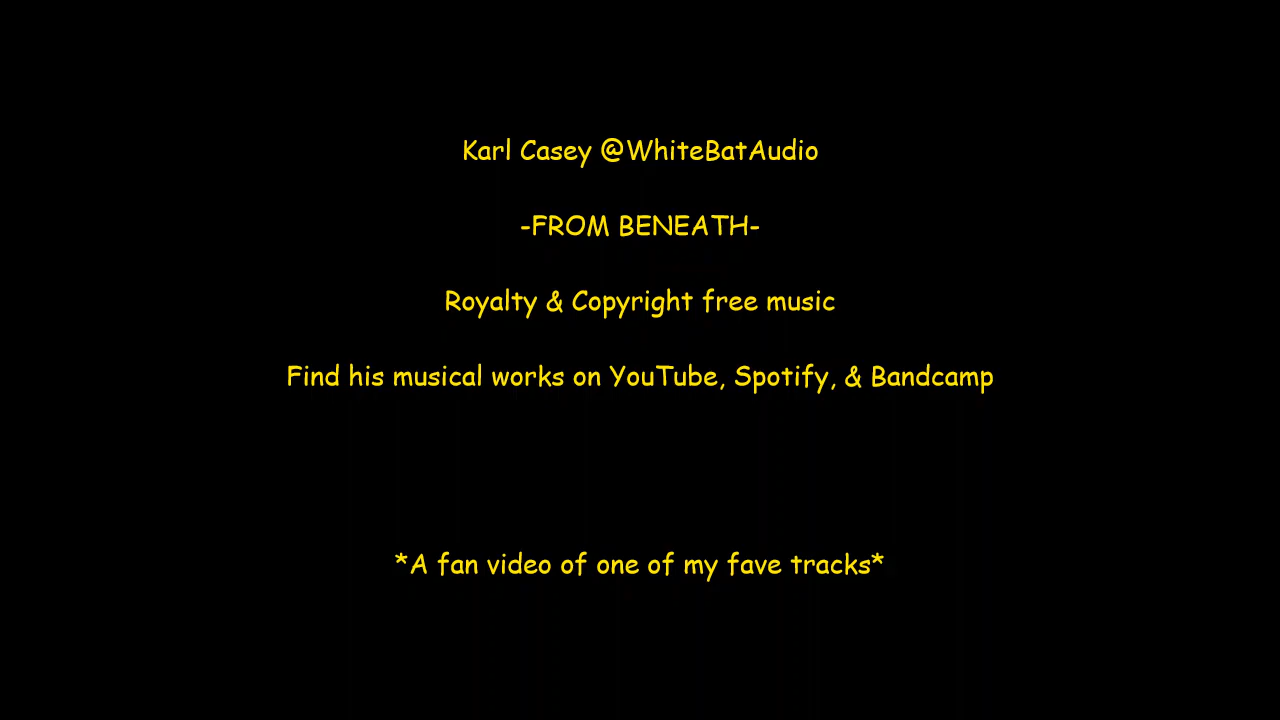 Karl Casey @WhiteBatAudio
-FROM BENEATH-
Royalty & Copyright free music
Find his musical works on YouTube, Spotify, & Bandcamp
*A fan video of one of my fave tracks*